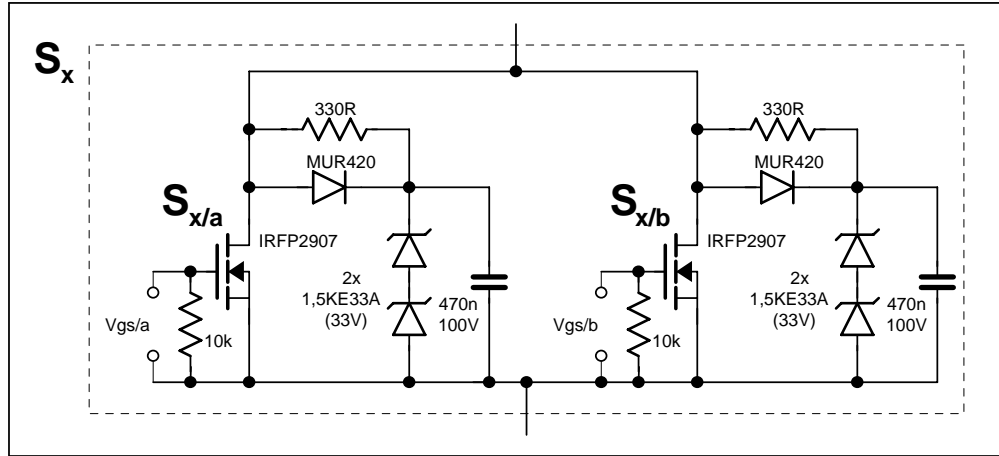 Sx
330R
MUR420
Sx/a
IRFP2907
2x
1,5KE33A
(33V)
470n
100V
Vgs/a
10k
330R
MUR420
Sx/b
IRFP2907
2x
1,5KE33A
(33V)
470n
100V
Vgs/b
10k